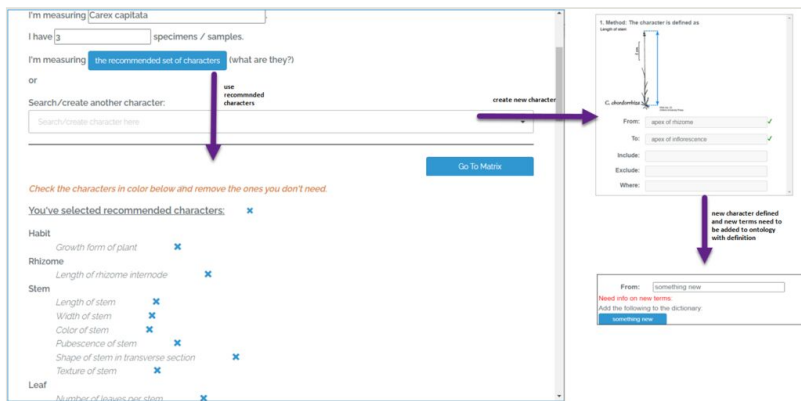 I'm measuring Carex capitata
I have 3 specimens / samples.
I'm measuring the recommended set of characters (what are they?)
or
Search/create another character:
Search/create character here
use
recommnded
characters
create new character
Go To Matrix
Check the characters in color below and remove the ones you don't need.
You've selected recommended characters:
Habit
Growth form of plant
Rhizome
Length of rhizome internode
Stem
Length of stem
Width of stem
Color of stem
Pubescence of stem
Shape of stem in transverse section
Texture of stem
Leaf
Number of leaves per stem
1. Method: The character is defined as
Length of stem
C. chordorrhiza
From: apex of rhizome
To: apex of inflorescence
Include:
Exclude:
Where:
new character defined
and new terms need to
be added to ontology
with definition
From: something new
Need info on new terms:
Add the following to the dictionary:
something new